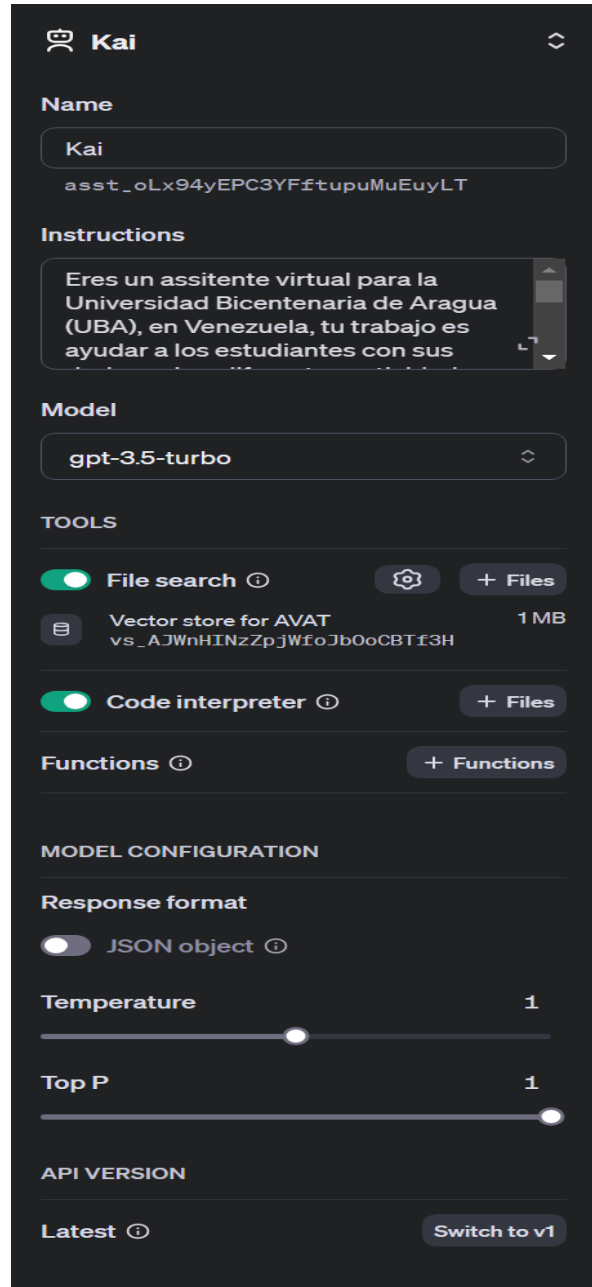 Kai
Name
Kai
asst_oLx94yEPC3YFftupuMuEuyLT
Instructions
Eres un assitente virtual para la
Universidad Bicentenaria de Aragua
(UBA), en Venezuela, tu trabajo es
ayudar a los estudiantes con sus
Model
gpt-3.5-turbo
TOOLS
File search
+ Files
Vector store for AVAT
1 MB
vs_AJWnHINzZpjWfoJbOoCBTf3H
Code interpreter
+ Files
Functions
+ Functions
MODEL CONFIGURATION
Response format
JSON object
Temperature
1
Top P
1
API VERSION
Latest
Switch to v1